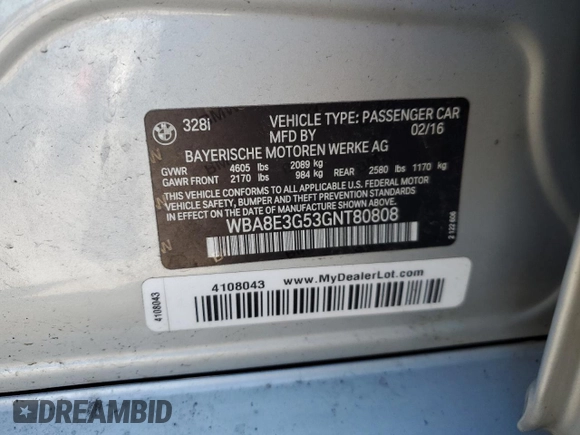 328i VEHICLE TYPE: PASSENGER CAR
MFD BY 02/16
BAYERISCHE MOTOREN WERKE AG
GVWR 4605 lbs 2089 kg
GAWR FRONT 2170 lbs 984 kg REAR 2580 lbs 1170 kg
THIS VEHICLE CONFORMS TO ALL APPLICABLE U.S. FEDERAL MOTOR
VEHICLE SAFETY, BUMPER AND THEFT PREVENTION STANDARDS IN
EFFECT ON THE DATE OF MANUFACTURE SHOWN ABOVE.
WBA8E3G53GNT80808
2 122 606
4108043 www.MyDealerLot.com
4108043
DREAMBID